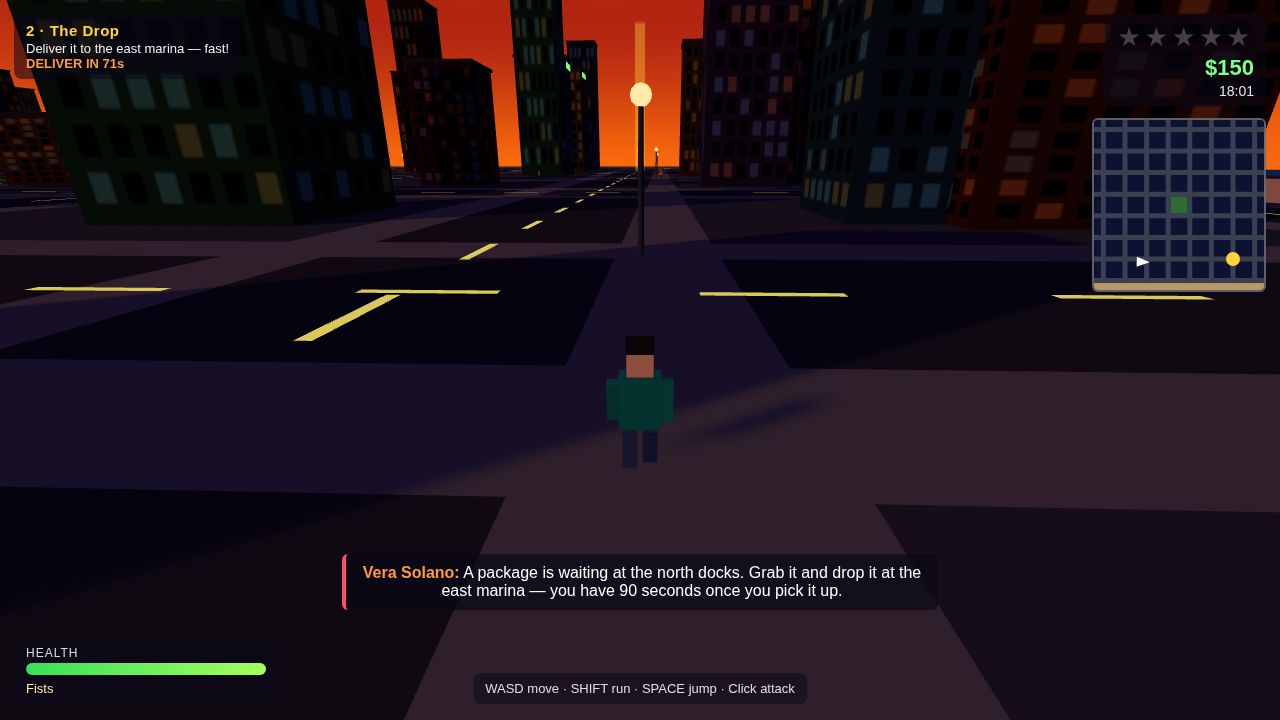 2 · The Drop
Deliver it to the east marina — fast!
DELIVER IN 71s
$150
18:01
Vera Solano: A package is waiting at the north docks. Grab it and drop it at the
east marina — you have 90 seconds once you pick it up.
HEALTH
Fists
WASD move · SHIFT run · SPACE jump · Click attack